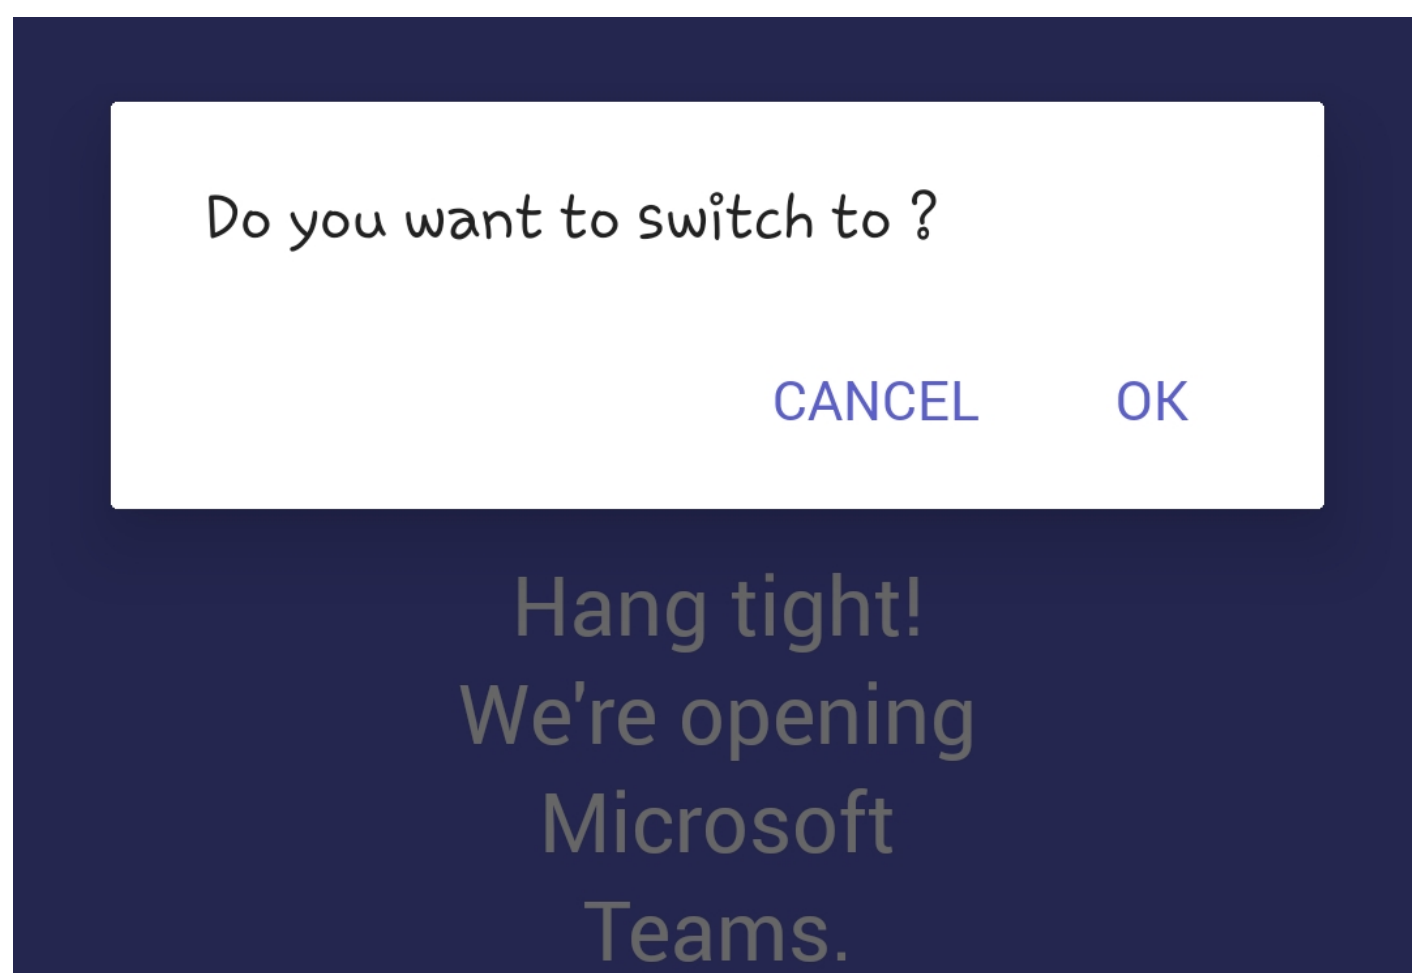 Do you want to switch to ?
CANCEL OK
Hang tight!
We're opening
Microsoft
Teams.